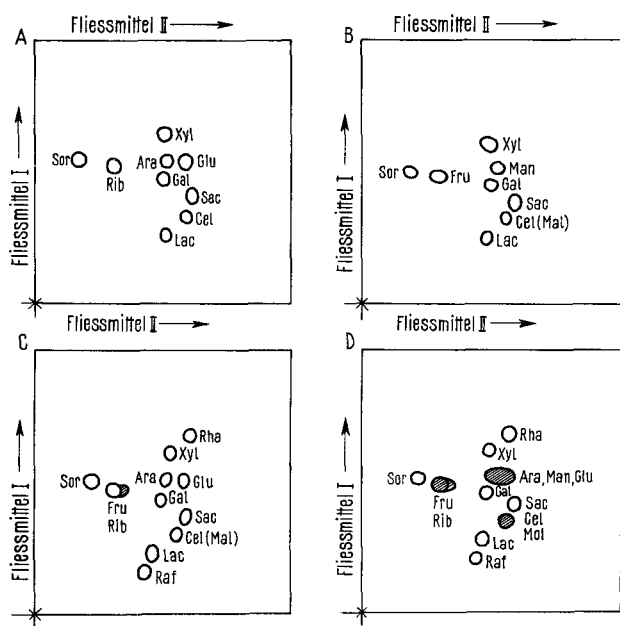 Fliessmittel II
A
Fliessmittel I
Xyl
Sor
Rib
Ara
Glu
Gal
Sac
Cel
Lac
Fliessmittel II
B
Fliessmittel I
Xyl
Sor
Fru
Man
Gal
Sac
Cel(Mal)
Lac
Fliessmittel II
C
Fliessmittel I
Rha
Xyl
Sor
Ara
Glu
Fru
Rib
Gal
Sac
Cel(Mal)
Lac
Raf
Fliessmittel II
D
Fliessmittel I
Rha
Xyl
Sor
Ara,Man,Glu
Fru
Rib
Gal
Sac
Cel
Mol
Lac
Raf